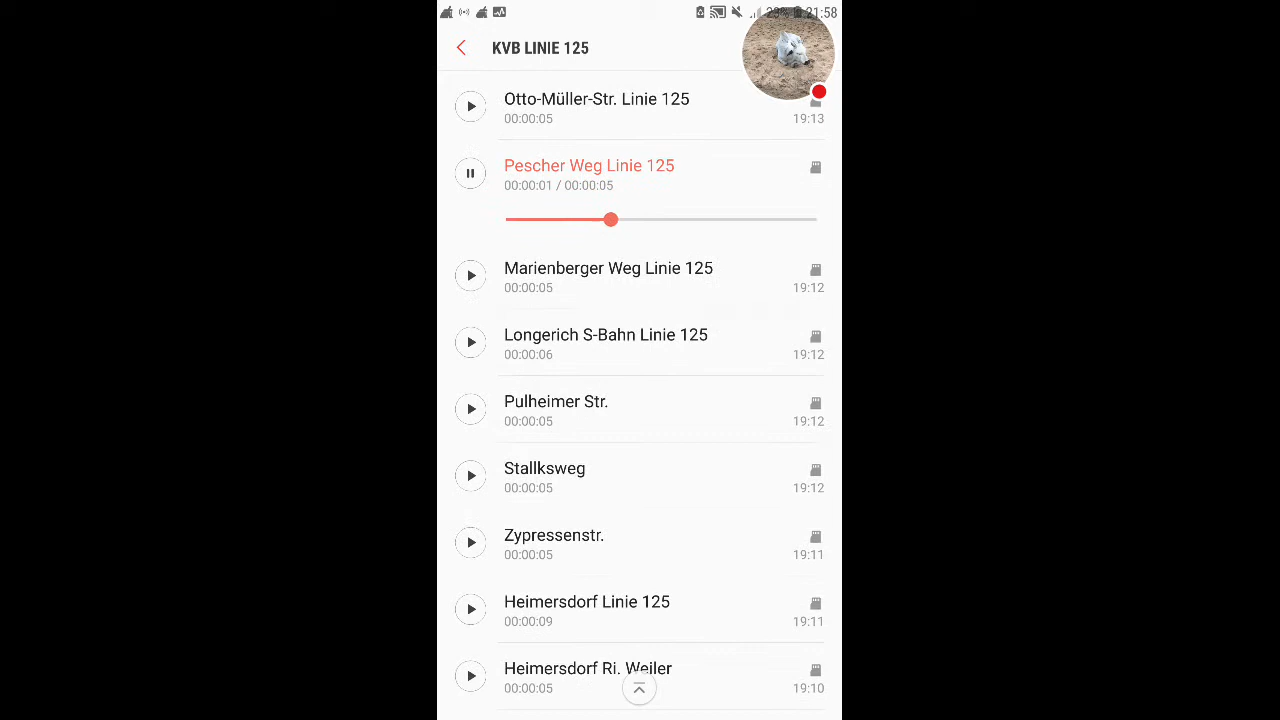 29% 21:58
KVB LINIE 125
Otto-Müller-Str. Linie 125
00:00:05
19:13
Pescher Weg Linie 125
00:00:01 / 00:00:05
Marienberger Weg Linie 125
00:00:05
19:12
Longerich S-Bahn Linie 125
00:00:06
19:12
Pulheimer Str.
00:00:05
19:12
Stallksweg
00:00:05
19:12
Zypressenstr.
00:00:05
19:11
Heimersdorf Linie 125
00:00:09
19:11
Heimersdorf Ri. Weiler
00:00:05
19:10